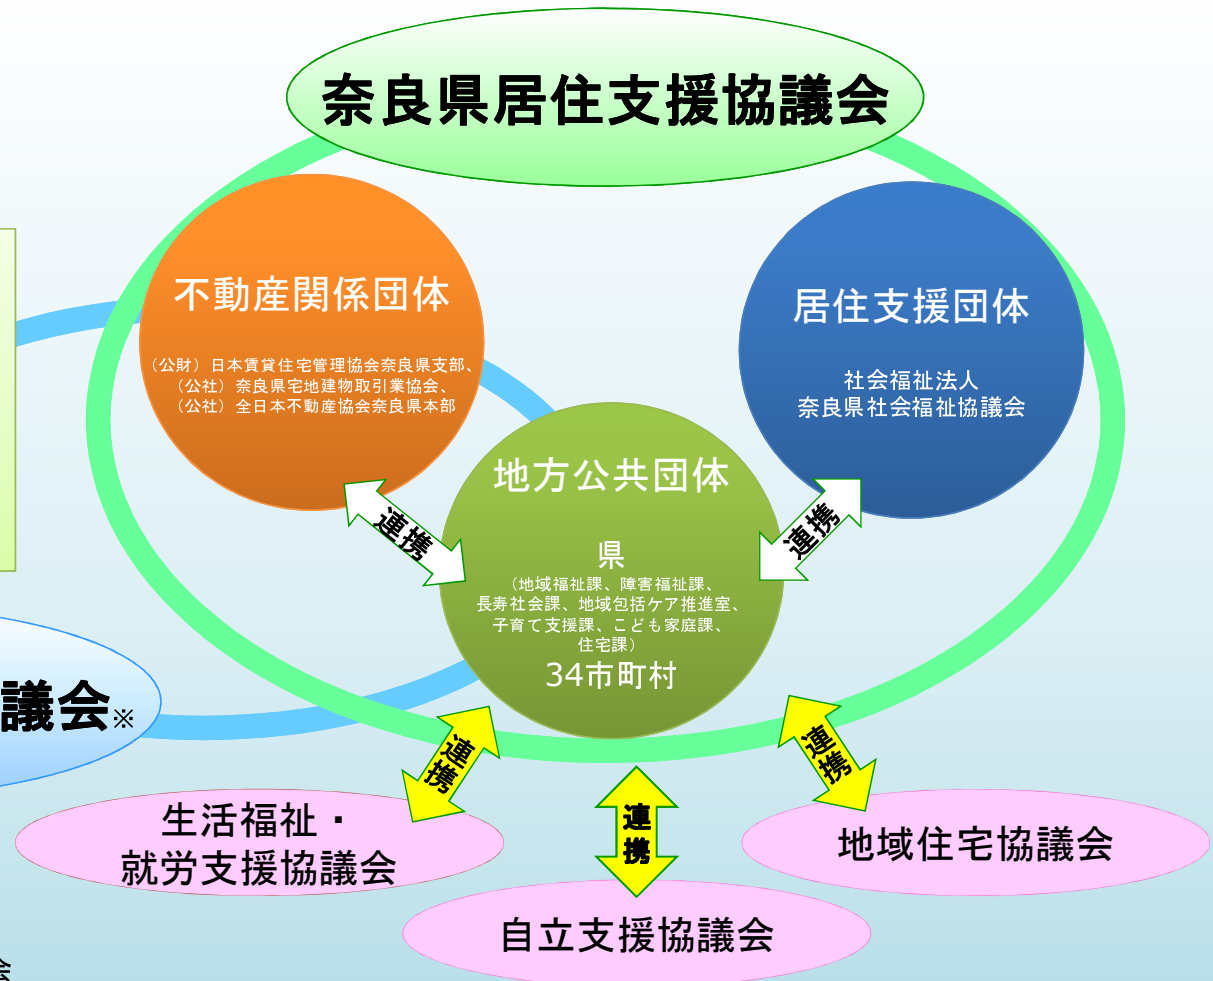 奈良県居住支援協議会
不動産関係団体
（公財）日本賃貸住宅管理協会奈良県支部、
（公社）奈良県宅地建物取引業協会、
（公社）全日本不動産協会奈良県本部
居住支援団体
社会福祉法人
奈良県社会福祉協議会
地方公共団体
県
（地域福祉課、障害福祉課、
長寿社会課、地域包括ケア推進室、
子育て支援課、こども家庭課、
住宅課）
34市町村
連携
連携
議会※
連携
連携
連携
生活福祉・
就労支援協議会
地域住宅協議会
自立支援協議会
会